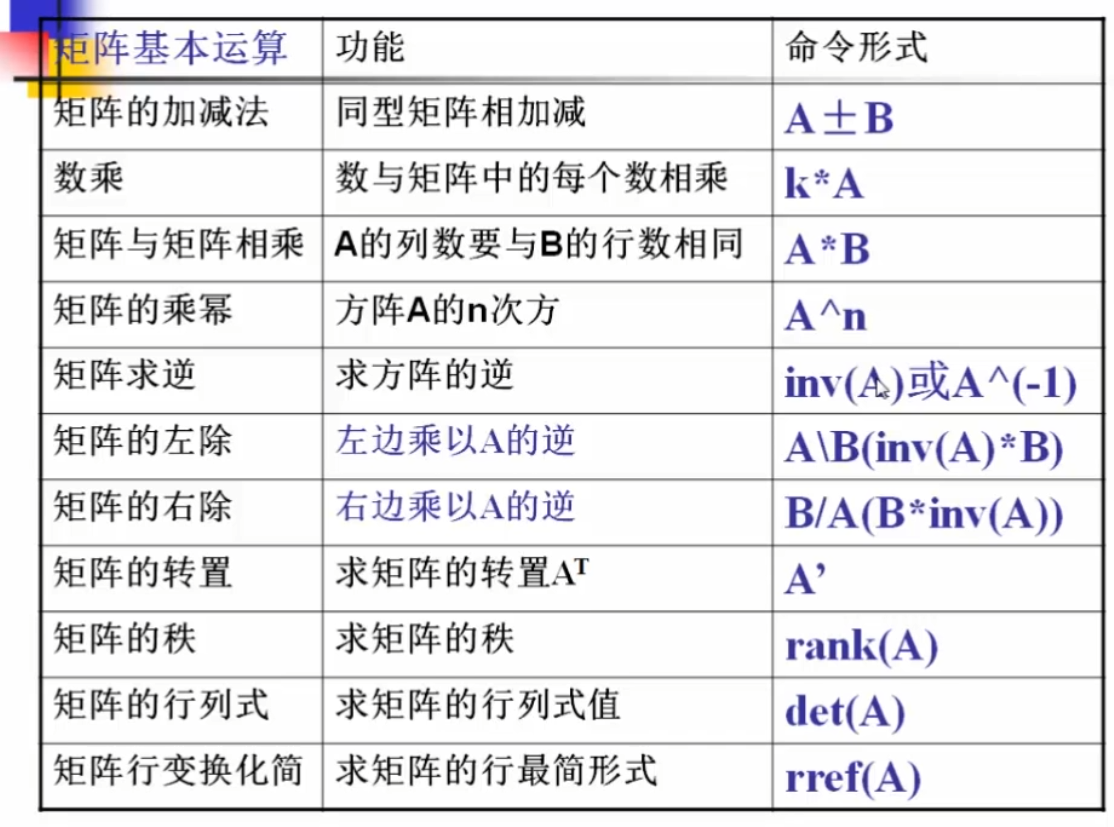 矩阵基本运算 功能 命令形式
矩阵的加减法 同型矩阵相加减 A±B
数乘 数与矩阵中的每个数相乘 k*A
矩阵与矩阵相乘 A的列数要与B的行数相同 A*B
矩阵的乘幂 方阵A的n次方 A^n
矩阵求逆 求方阵的逆 inv(A)或A^(-1)
矩阵的左除 左边乘以A的逆 A\B(inv(A)*B)
矩阵的右除 右边乘以A的逆 B/A(B*inv(A))
矩阵的转置 求矩阵的转置Aᵀ A’
矩阵的秩 求矩阵的秩 rank(A)
矩阵的行列式 求矩阵的行列式值 det(A)
矩阵行变换化简 求矩阵的行最简形式 rref(A)